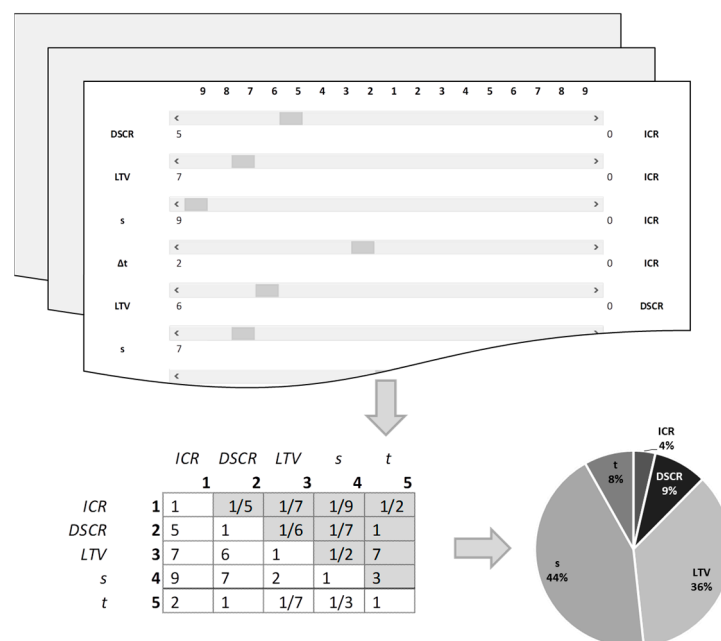 9 8 7 6 5 4 3 2 1 2 3 4 5 6 7 8 9
< >
DSCR 5 0 ICR
< >
LTV 7 0 ICR
< >
s 9 0 ICR
< >
Δt 2 0 ICR
< >
LTV 6 0 DSCR
< >
s 7
<
ICR DSCR LTV s t
1 2 3 4 5
ICR 1 1 1/5 1/7 1/9 1/2
DSCR 2 5 1 1/6 1/7 1
LTV 3 7 6 1 1/2 7
s 4 9 7 2 1 3
t 5 2 1 1/7 1/3 1
ICR
4%
DSCR
9%
LTV
36%
s
44%
t
8%